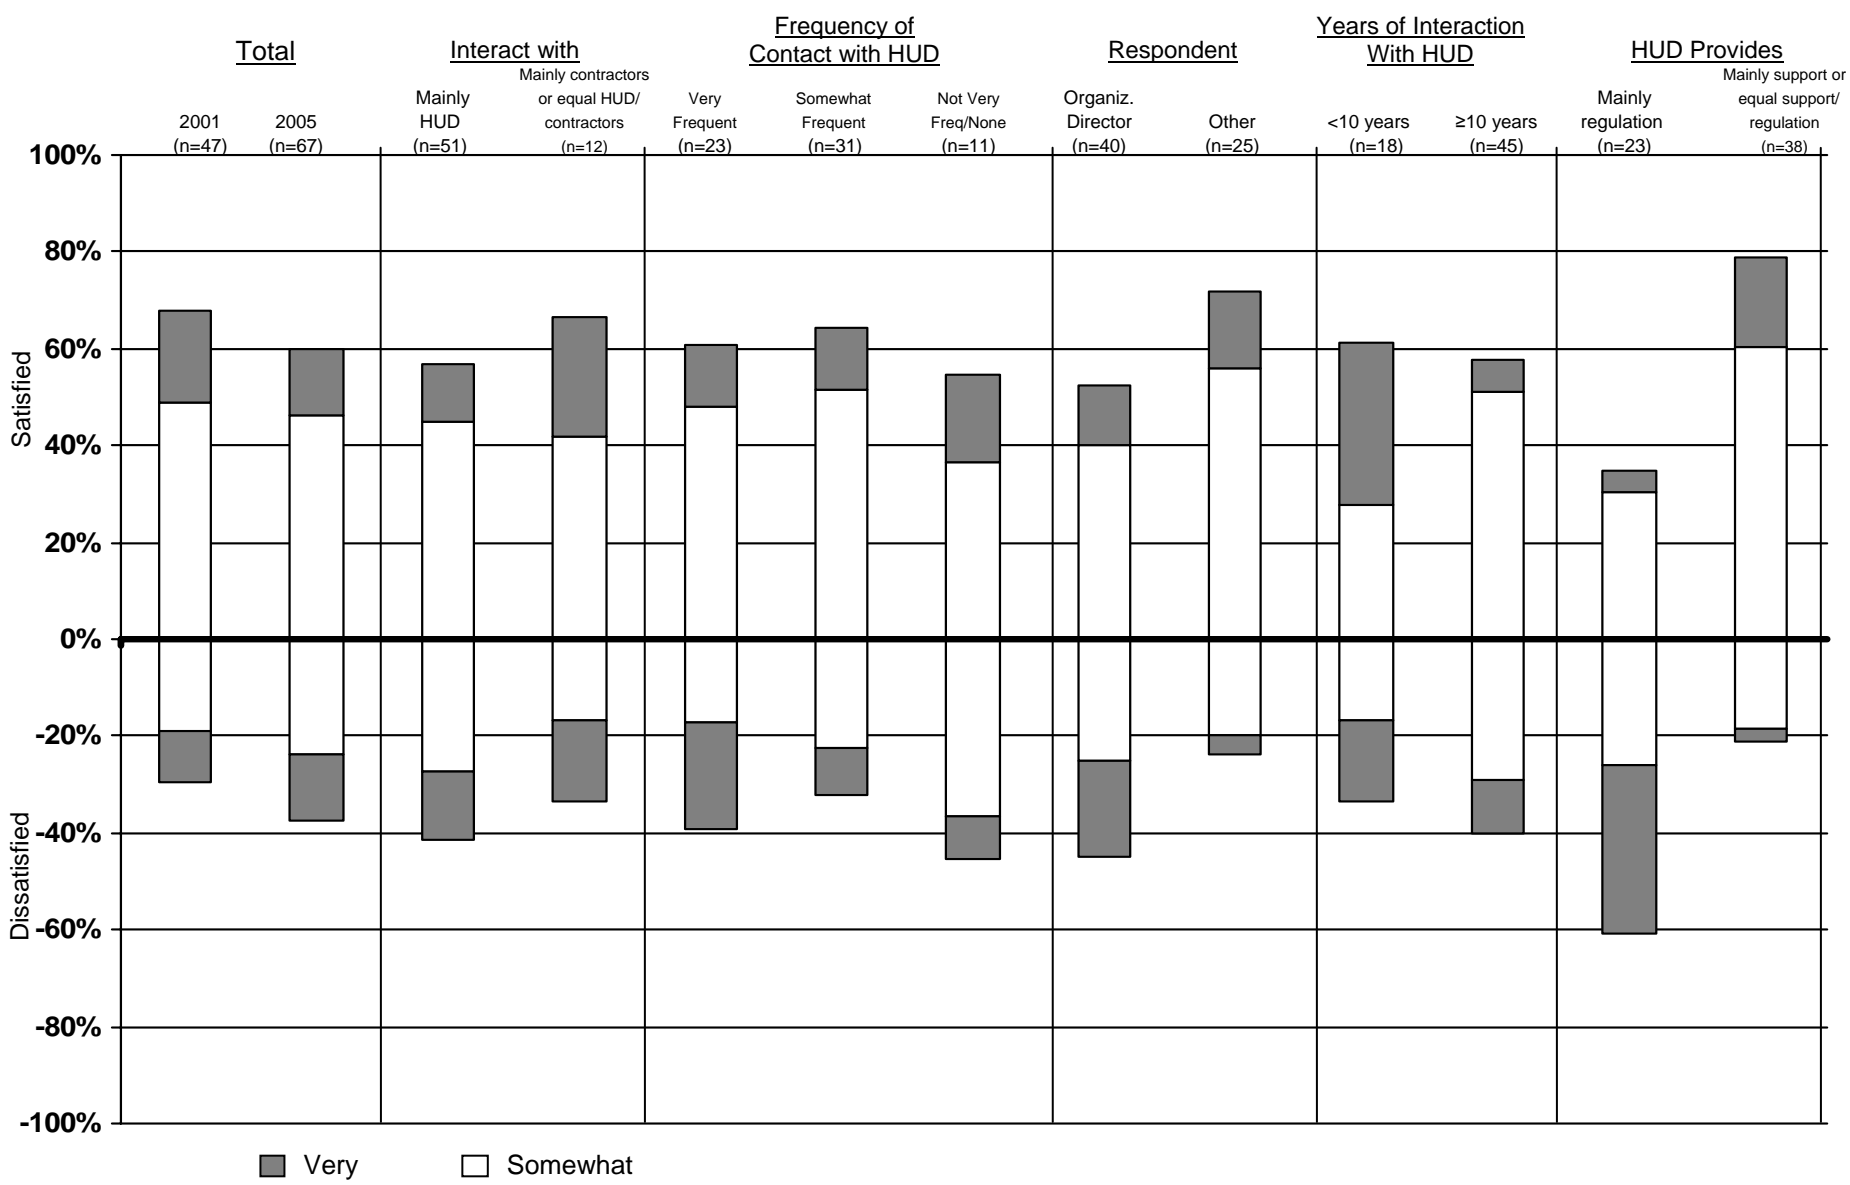 Total
Interact with
Frequency of
Contact with HUD
Respondent
Years of Interaction
With HUD
HUD Provides
2001
(n=47)
2005
(n=67)
Mainly
HUD
(n=51)
Mainly contractors
or equal HUD/
contractors
(n=12)
Very
Frequent
(n=23)
Somewhat
Frequent
(n=31)
Not Very
Freq/None
(n=11)
Organiz.
Director
(n=40)
Other
(n=25)
<10 years
(n=18)
≥10 years
(n=45)
Mainly
regulation
(n=23)
Mainly support or
equal support/
regulation
(n=38)
100%
80%
60%
40%
20%
0%
-20%
-40%
-60%
-80%
-100%
Satisfied
Dissatisfied
Very
Somewhat